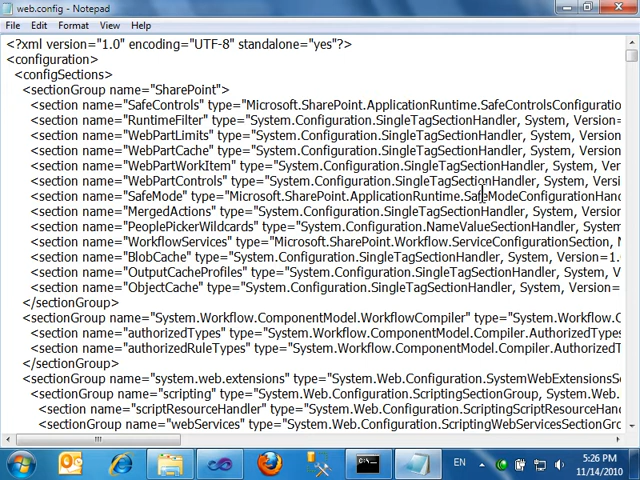 web.config - Notepad
File Edit Format View Help
<?xml version="1.0" encoding="UTF-8" standalone="yes"?>
<configuration>
<configSections>
<sectionGroup name="SharePoint">
<section name="SafeControls" type="Microsoft.SharePoint.ApplicationRuntime.SafeControlsConfiguratio
<section name="RuntimeFilter" type="System.Configuration.SingleTagSectionHandler, System, Version=
<section name="WebPartLimits" type="System.Configuration.SingleTagSectionHandler, System, Version=
<section name="WebPartCache" type="System.Configuration.SingleTagSectionHandler, System, Version=
<section name="WebPartWorkItem" type="System.Configuration.SingleTagSectionHandler, System, Ver
<section name="WebPartControls" type="System.Configuration.SingleTagSectionHandler, System, Versi
<section name="SafeMode" type="Microsoft.SharePoint.ApplicationRuntime.SafeModeConfigurationHand
<section name="MergedActions" type="System.Configuration.SingleTagSectionHandler, System, Version
<section name="PeoplePickerWildcards" type="System.Configuration.NameValueSectionHandler, System
<section name="WorkflowServices" type="Microsoft.SharePoint.Workflow.ServiceConfigurationSection, M
<section name="BlobCache" type="System.Configuration.SingleTagSectionHandler, System, Version=1.
<section name="OutputCacheProfiles" type="System.Configuration.SingleTagSectionHandler, System, V
<section name="ObjectCache" type="System.Configuration.SingleTagSectionHandler, System, Version=
</sectionGroup>
<sectionGroup name="System.Workflow.ComponentModel.WorkflowCompiler" type="System.Workflow.C
<section name="authorizedTypes" type="System.Workflow.ComponentModel.Compiler.AuthorizedTypes
<section name="authorizedRuleTypes" type="System.Workflow.ComponentModel.Compiler.AuthorizedT
</sectionGroup>
<sectionGroup name="system.web.extensions" type="System.Web.Configuration.SystemWebExtensionsSe
<sectionGroup name="scripting" type="System.Web.Configuration.ScriptingSectionGroup, System.Web.E
<section name="scriptResourceHandler" type="System.Web.Configuration.ScriptingScriptResourceHand
<section name="webServices" type="System.Web.Configuration.ScriptingWebServicesSectionGro
EN
5:26 PM
11/14/2010